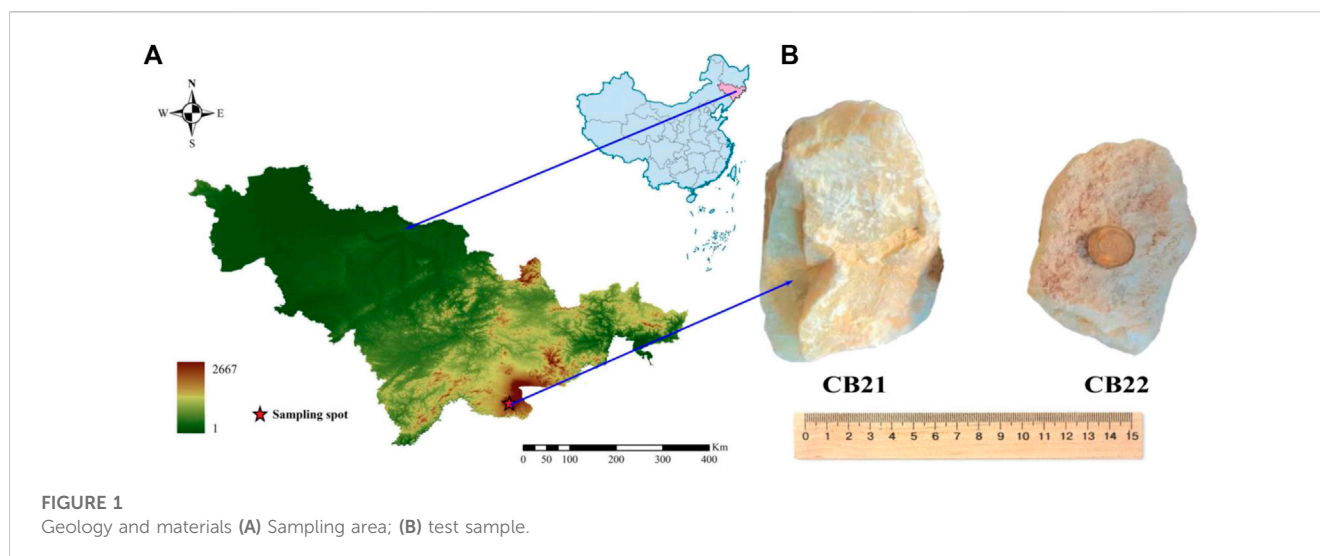 A
B
N
W E
S
2667
1
Sampling spot
Km
0 50 100 200 300 400
CB21
CB22
0 1 2 3 4 5 6 7 8 9 10 11 12 13 14 15
FIGURE 1
Geology and materials (A) Sampling area; (B) test sample.